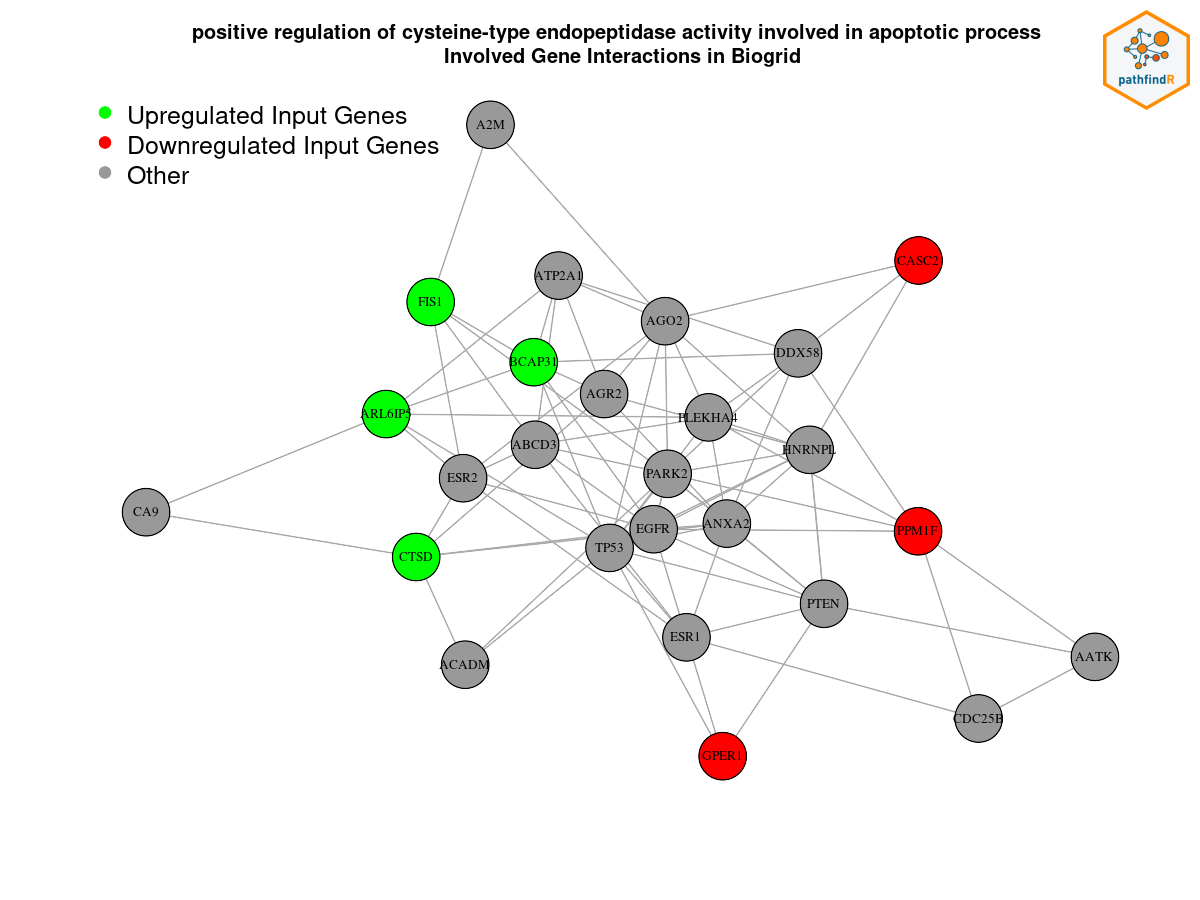 positive regulation of cysteine-type endopeptidase activity involved in apoptotic process
Involved Gene Interactions in Biogrid
pathfindR
Upregulated Input Genes
Downregulated Input Genes
Other
A2M
CASC2
ATP2A1
FIS1
AGO2
DDX58
BCAP31
AGR2
ARL6IP5
PLEKHA4
ABCD3
HNRNPL
PARK2
ESR2
CA9
ANXA2
EGFR
PPM1F
TP53
CTSD
PTEN
ESR1
AATK
ACADM
CDC25B
GPER1